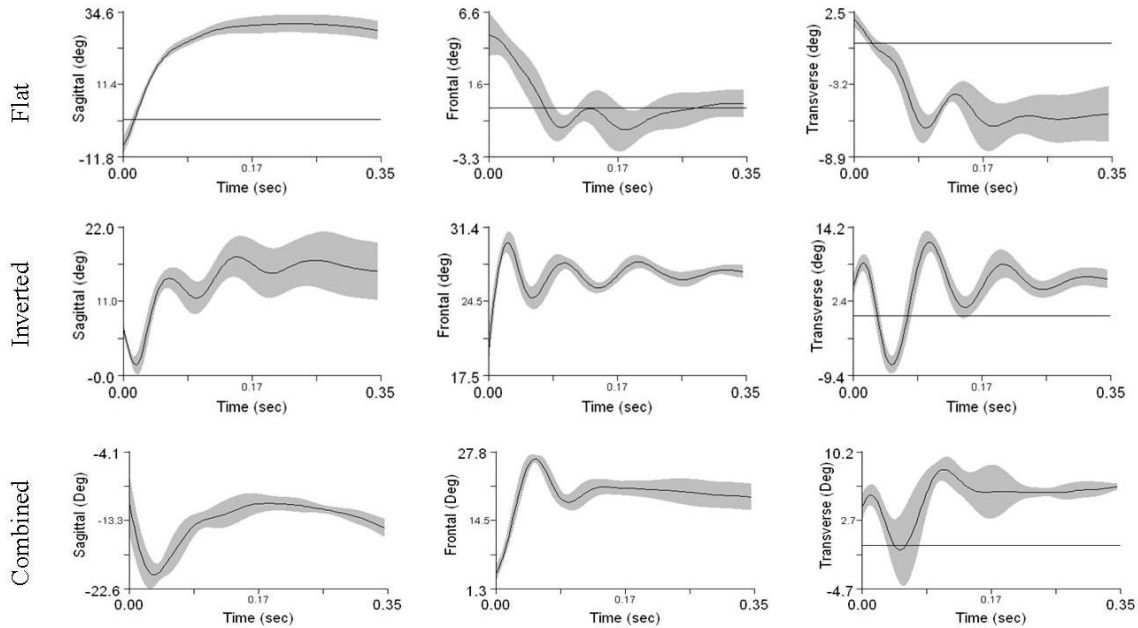 Flat
34.6
11.4
-11.8
Sagittal (deg)
0.00
0.17
0.35
Time (sec)
6.6
1.6
-3.3
Frontal (deg)
0.00
0.17
0.35
Time (sec)
2.5
-3.2
-8.9
Transverse (deg)
0.00
0.17
0.35
Time (sec)
Inverted
22.0
11.0
-0.0
Sagittal (deg)
0.00
0.17
0.35
Time (sec)
31.4
24.5
17.5
Frontal (deg)
0.00
0.17
0.35
Time (sec)
14.2
2.4
-9.4
Transverse (deg)
0.00
0.17
0.35
Time (sec)
Combined
-4.1
-13.3
-22.6
Sagittal (Deg)
0.00
0.17
0.35
Time (sec)
27.8
14.5
1.3
Frontal (Deg)
0.00
0.17
0.35
Time (sec)
10.2
2.7
-4.7
Transverse (Deg)
0.00
0.17
0.35
Time (sec)